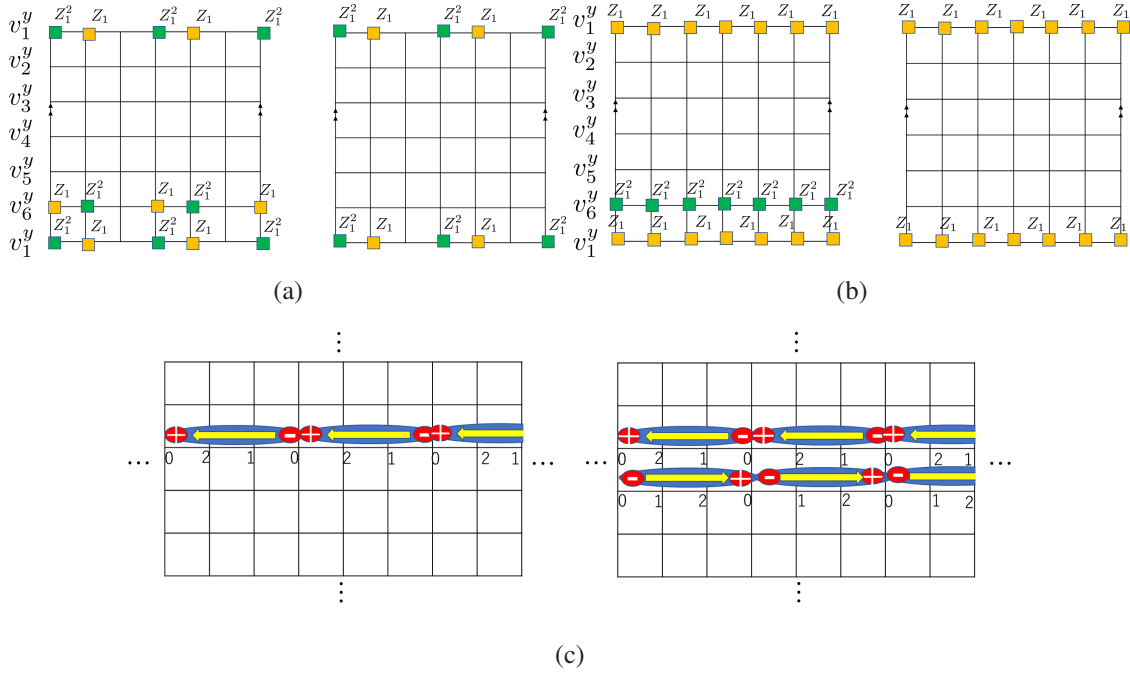 Z_1^2 Z_1 Z_1^2 Z_1 Z_1^2
v_1^y
v_2^y
v_3^y
v_4^y
v_5^y
Z_1 Z_1^2 Z_1 Z_1^2 Z_1
v_6^y
Z_1^2 Z_1 Z_1^2 Z_1 Z_1^2
v_1^y
Z_1^2 Z_1 Z_1^2 Z_1 Z_1^2
Z_1^2 Z_1 Z_1^2 Z_1 Z_1^2
(a)
Z_1 Z_1 Z_1 Z_1 Z_1 Z_1 Z_1
v_1^y
v_2^y
v_3^y
v_4^y
v_5^y
Z_1^2 Z_1^2 Z_1^2 Z_1^2 Z_1^2 Z_1^2 Z_1^2
v_6^y
Z_1 Z_1 Z_1 Z_1 Z_1 Z_1 Z_1
v_1^y
Z_1 Z_1 Z_1 Z_1 Z_1 Z_1 Z_1
Z_1 Z_1 Z_1 Z_1 Z_1 Z_1 Z_1
(b)
⋮
+ - + - +
... 0 2 1 0 2 1 0 2 1 ...
⋮
⋮
+ - + - +
... 0 2 1 0 2 1 0 2 1 ...
- + - + -
0 1 2 0 1 2 0 1 2
⋮
(c)